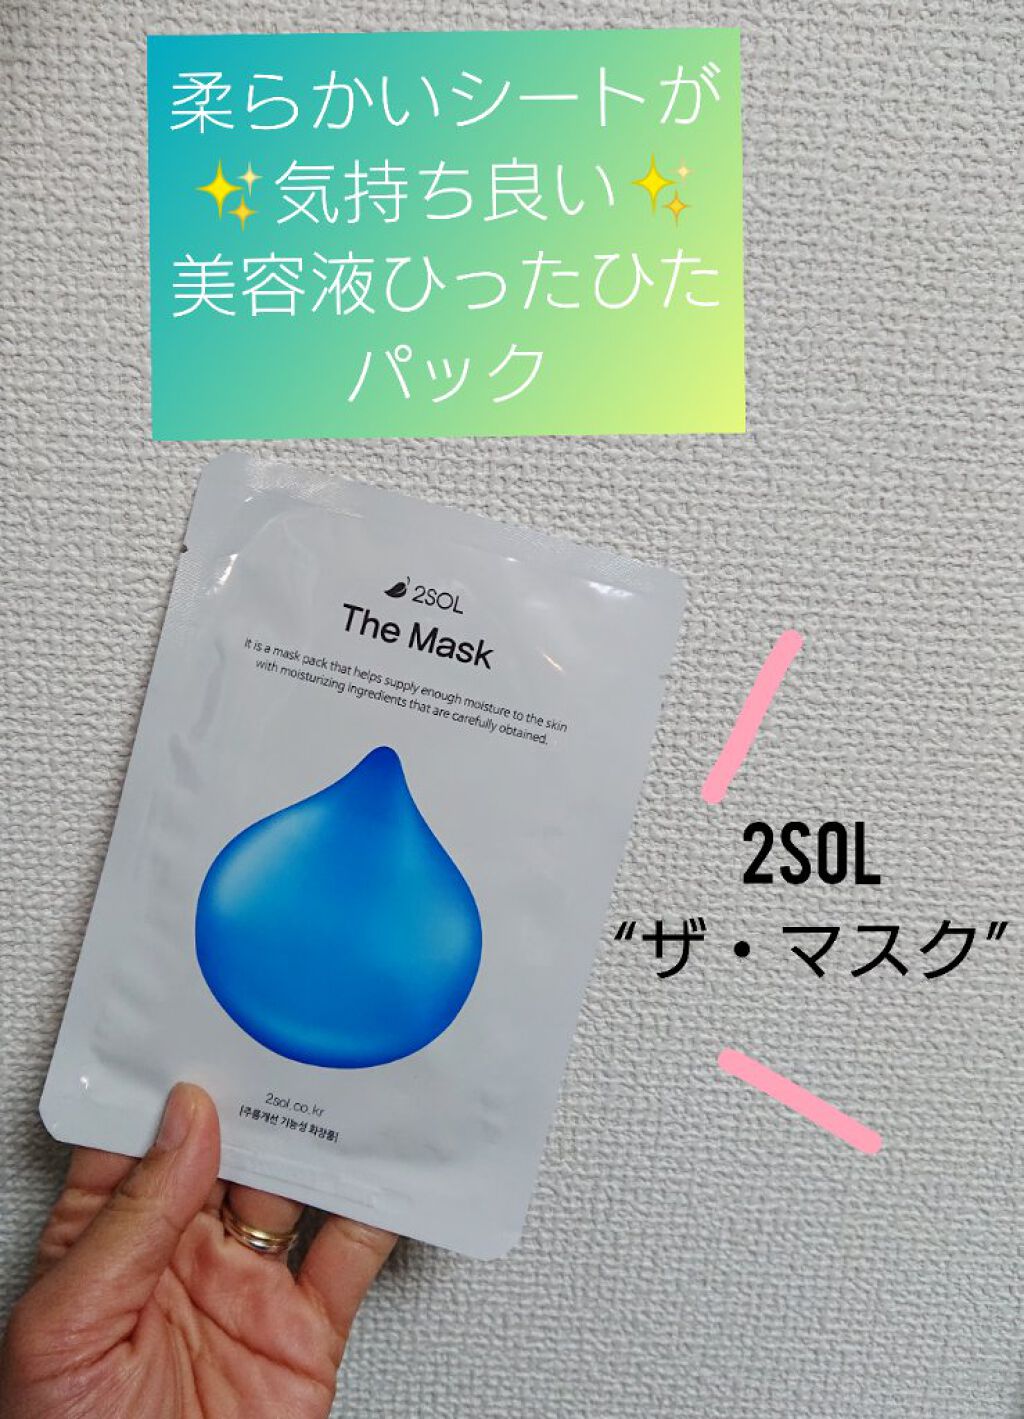 柔らかいシートが
✨気持ち良い✨
美容液ひったひた
パック
2SOL
The Mask
It is a mask pack that helps supply enough moisture to the skin
with moisturizing ingredients that are carefully obtained.
2sol.co.kr
[주름개선 기능성 화장품]
2SOL
“ザ・マスク”